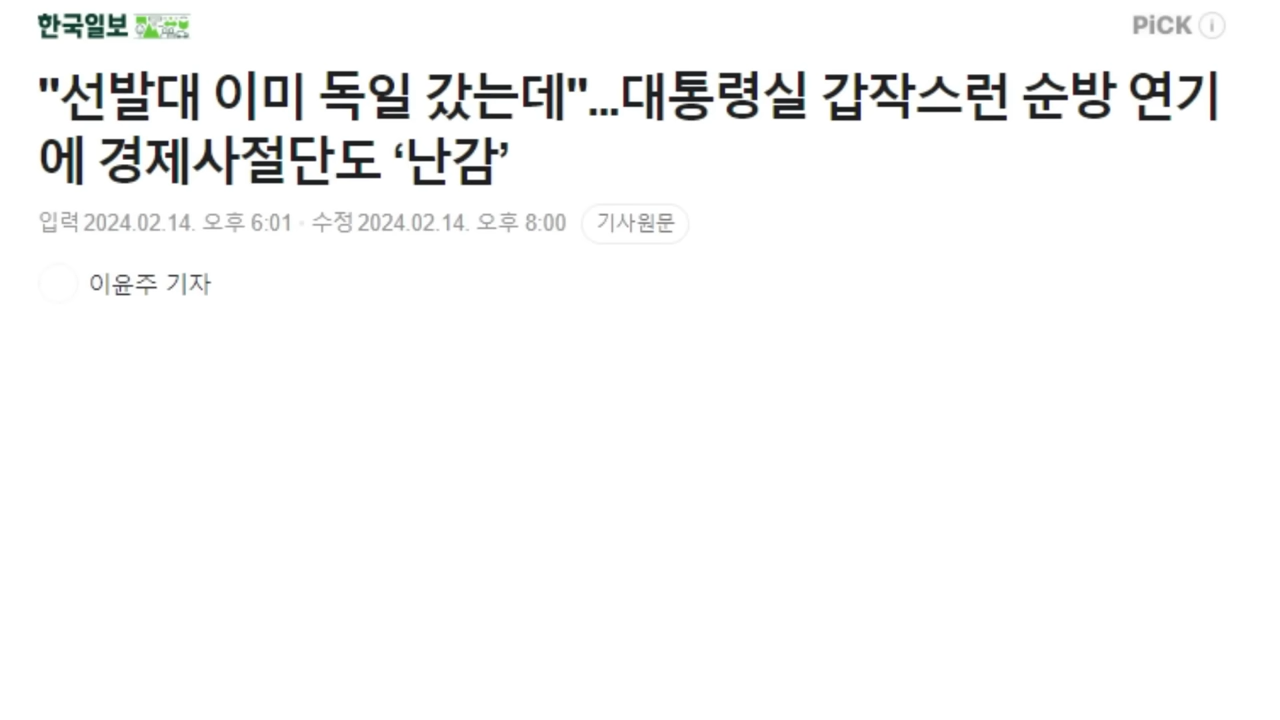 한국일보
PiCK i
"선발대 이미 독일 갔는데"...대통령실 갑작스런 순방 연기
에 경제사절단도 ‘난감’
입력 2024.02.14. 오후 6:01 · 수정 2024.02.14. 오후 8:00 기사원문
이윤주 기자